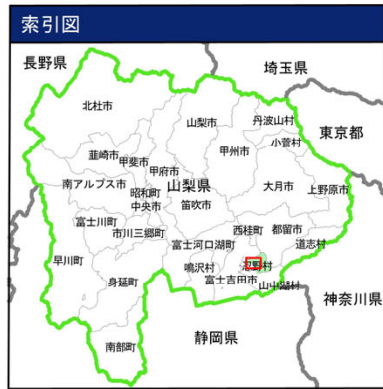 索引図
長野県
埼玉県
北杜市
山梨市
丹波山村
東京都
小菅村
甲州市
韮崎市
甲斐市
甲府市
山梨県
大月市
上野原市
南アルプス市
昭和町
中央市
笛吹市
富士川町
西桂町
都留市
市川三郷町
道志村
富士河口湖町
早川町
鳴沢村
身延町
富士吉田市
山中湖村
神奈川県
静岡県
南部町